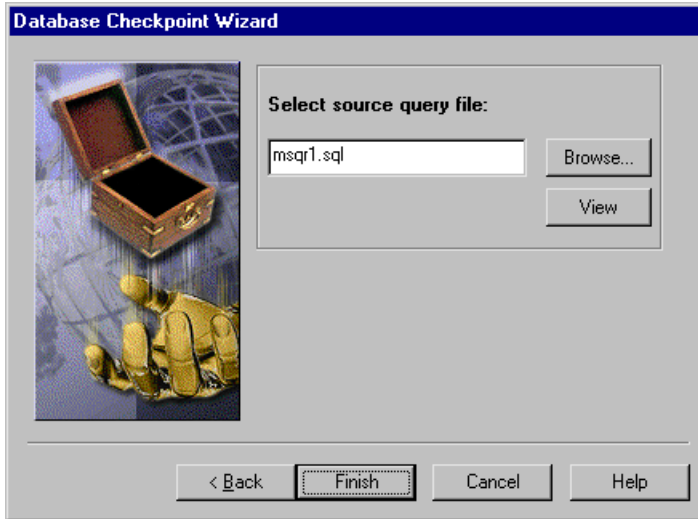 Database Checkpoint Wizard
Select source query file:
msqr1.sql
Browse...
View
< Back
Finish
Cancel
Help